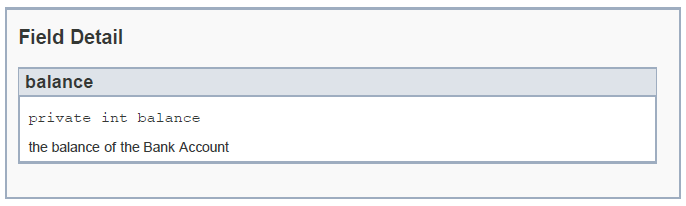 Field Detail
balance
private int balance
the balance of the Bank Account